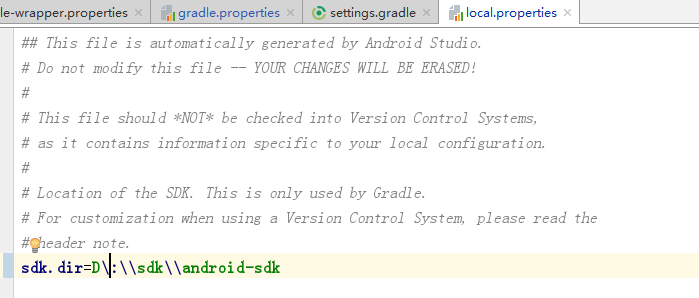 le-wrapper.properties gradle.properties settings.gradle local.properties
## This file is automatically generated by Android Studio.
# Do not modify this file -- YOUR CHANGES WILL BE ERASED!
#
# This file should *NOT* be checked into Version Control Systems,
# as it contains information specific to your local configuration.
#
# Location of the SDK. This is only used by Gradle.
# For customization when using a Version Control System, please read the
# header note.
sdk.dir=D\:\\sdk\\android-sdk